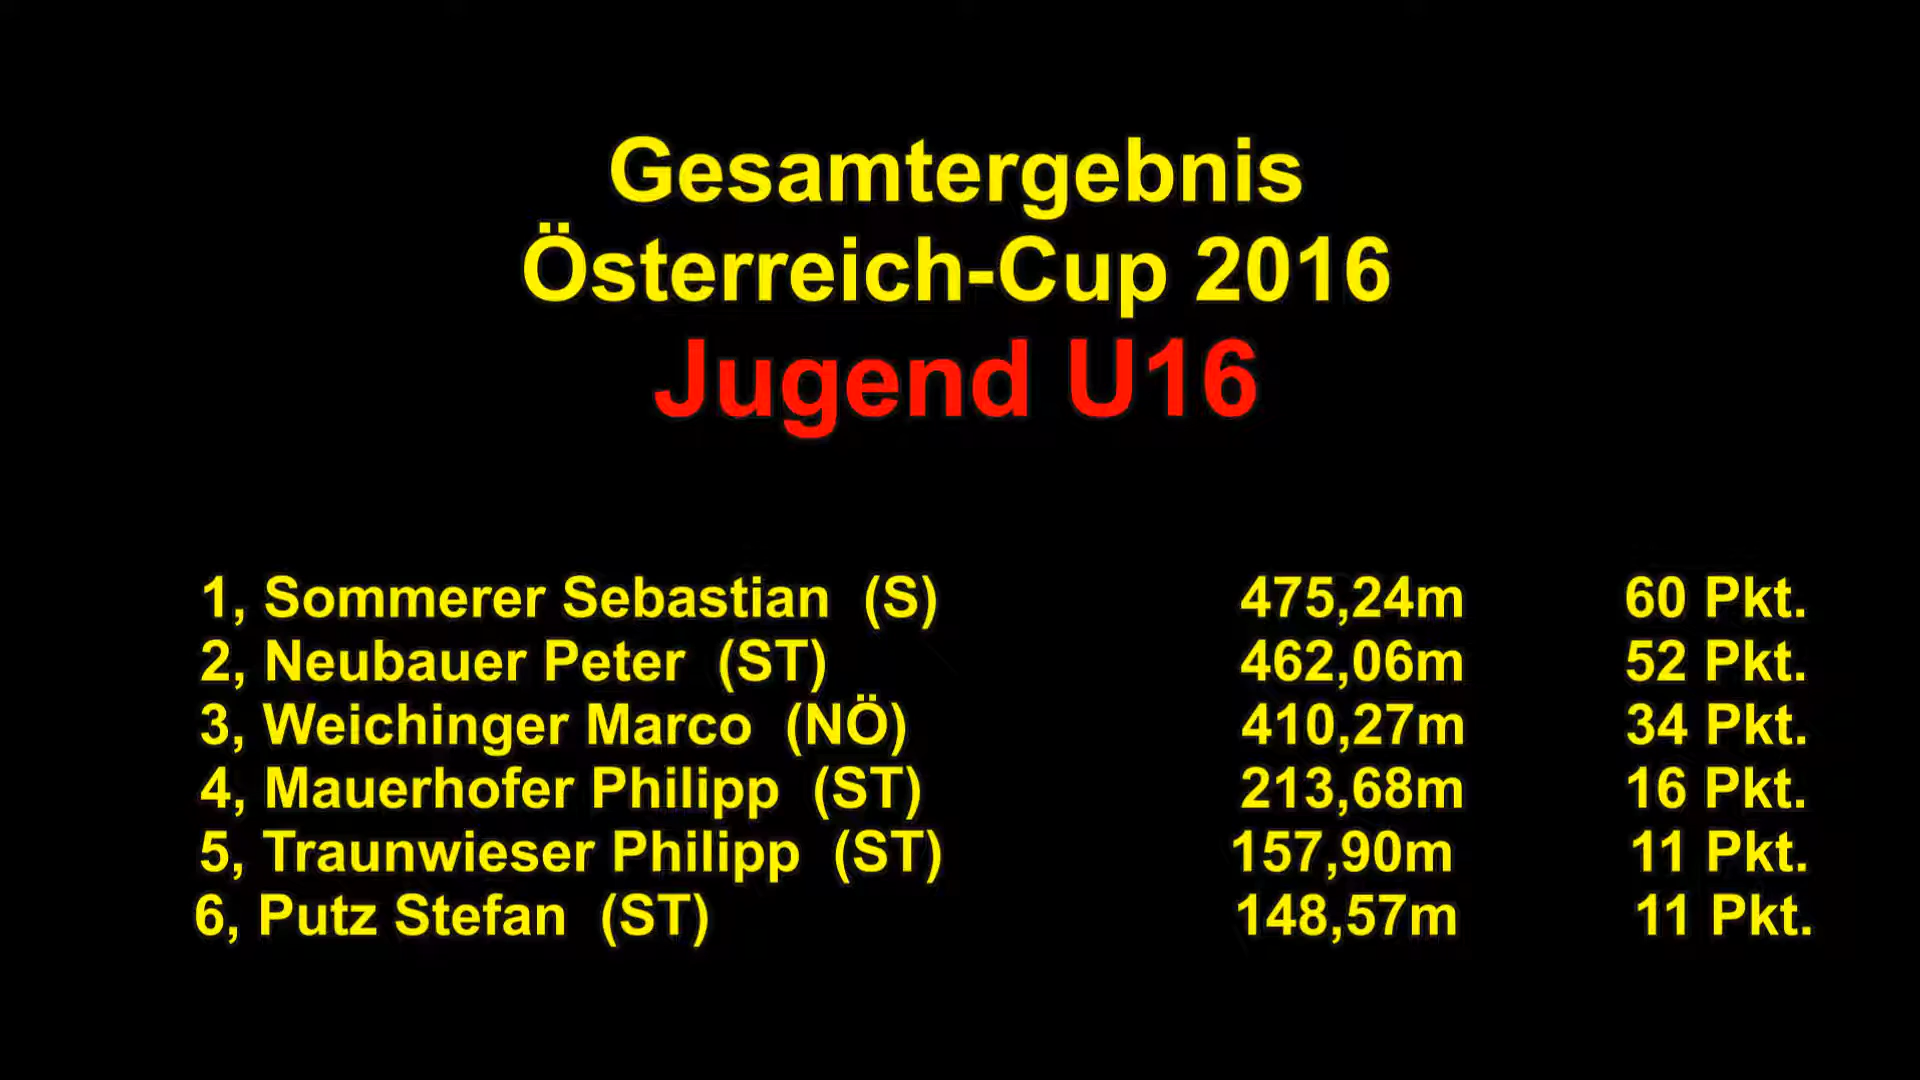 Gesamtergebnis
Österreich-Cup 2016
Jugend U16
1, Sommerer Sebastian (S) 475,24m 60 Pkt.
2, Neubauer Peter (ST) 462,06m 52 Pkt.
3, Weichinger Marco (NÖ) 410,27m 34 Pkt.
4, Mauerhofer Philipp (ST) 213,68m 16 Pkt.
5, Traunwieser Philipp (ST) 157,90m 11 Pkt.
6, Putz Stefan (ST) 148,57m 11 Pkt.